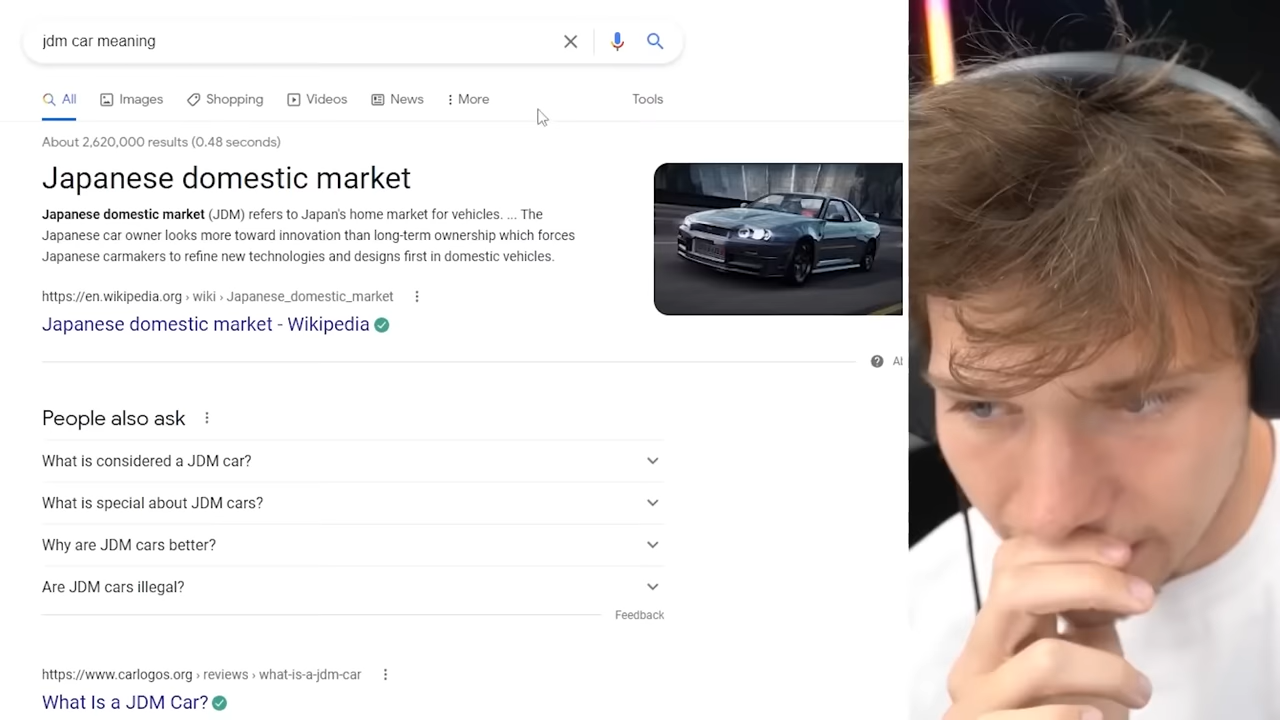 jdm car meaning
All Images Shopping Videos News More Tools
About 2,620,000 results (0.48 seconds)
Japanese domestic market
Japanese domestic market (JDM) refers to Japan's home market for vehicles. ... The
Japanese car owner looks more toward innovation than long-term ownership which forces
Japanese carmakers to refine new technologies and designs first in domestic vehicles.
https://en.wikipedia.org › wiki › Japanese_domestic_market
Japanese domestic market - Wikipedia
People also ask
What is considered a JDM car?
What is special about JDM cars?
Why are JDM cars better?
Are JDM cars illegal?
Feedback
https://www.carlogos.org › reviews › what-is-a-jdm-car
What Is a JDM Car?